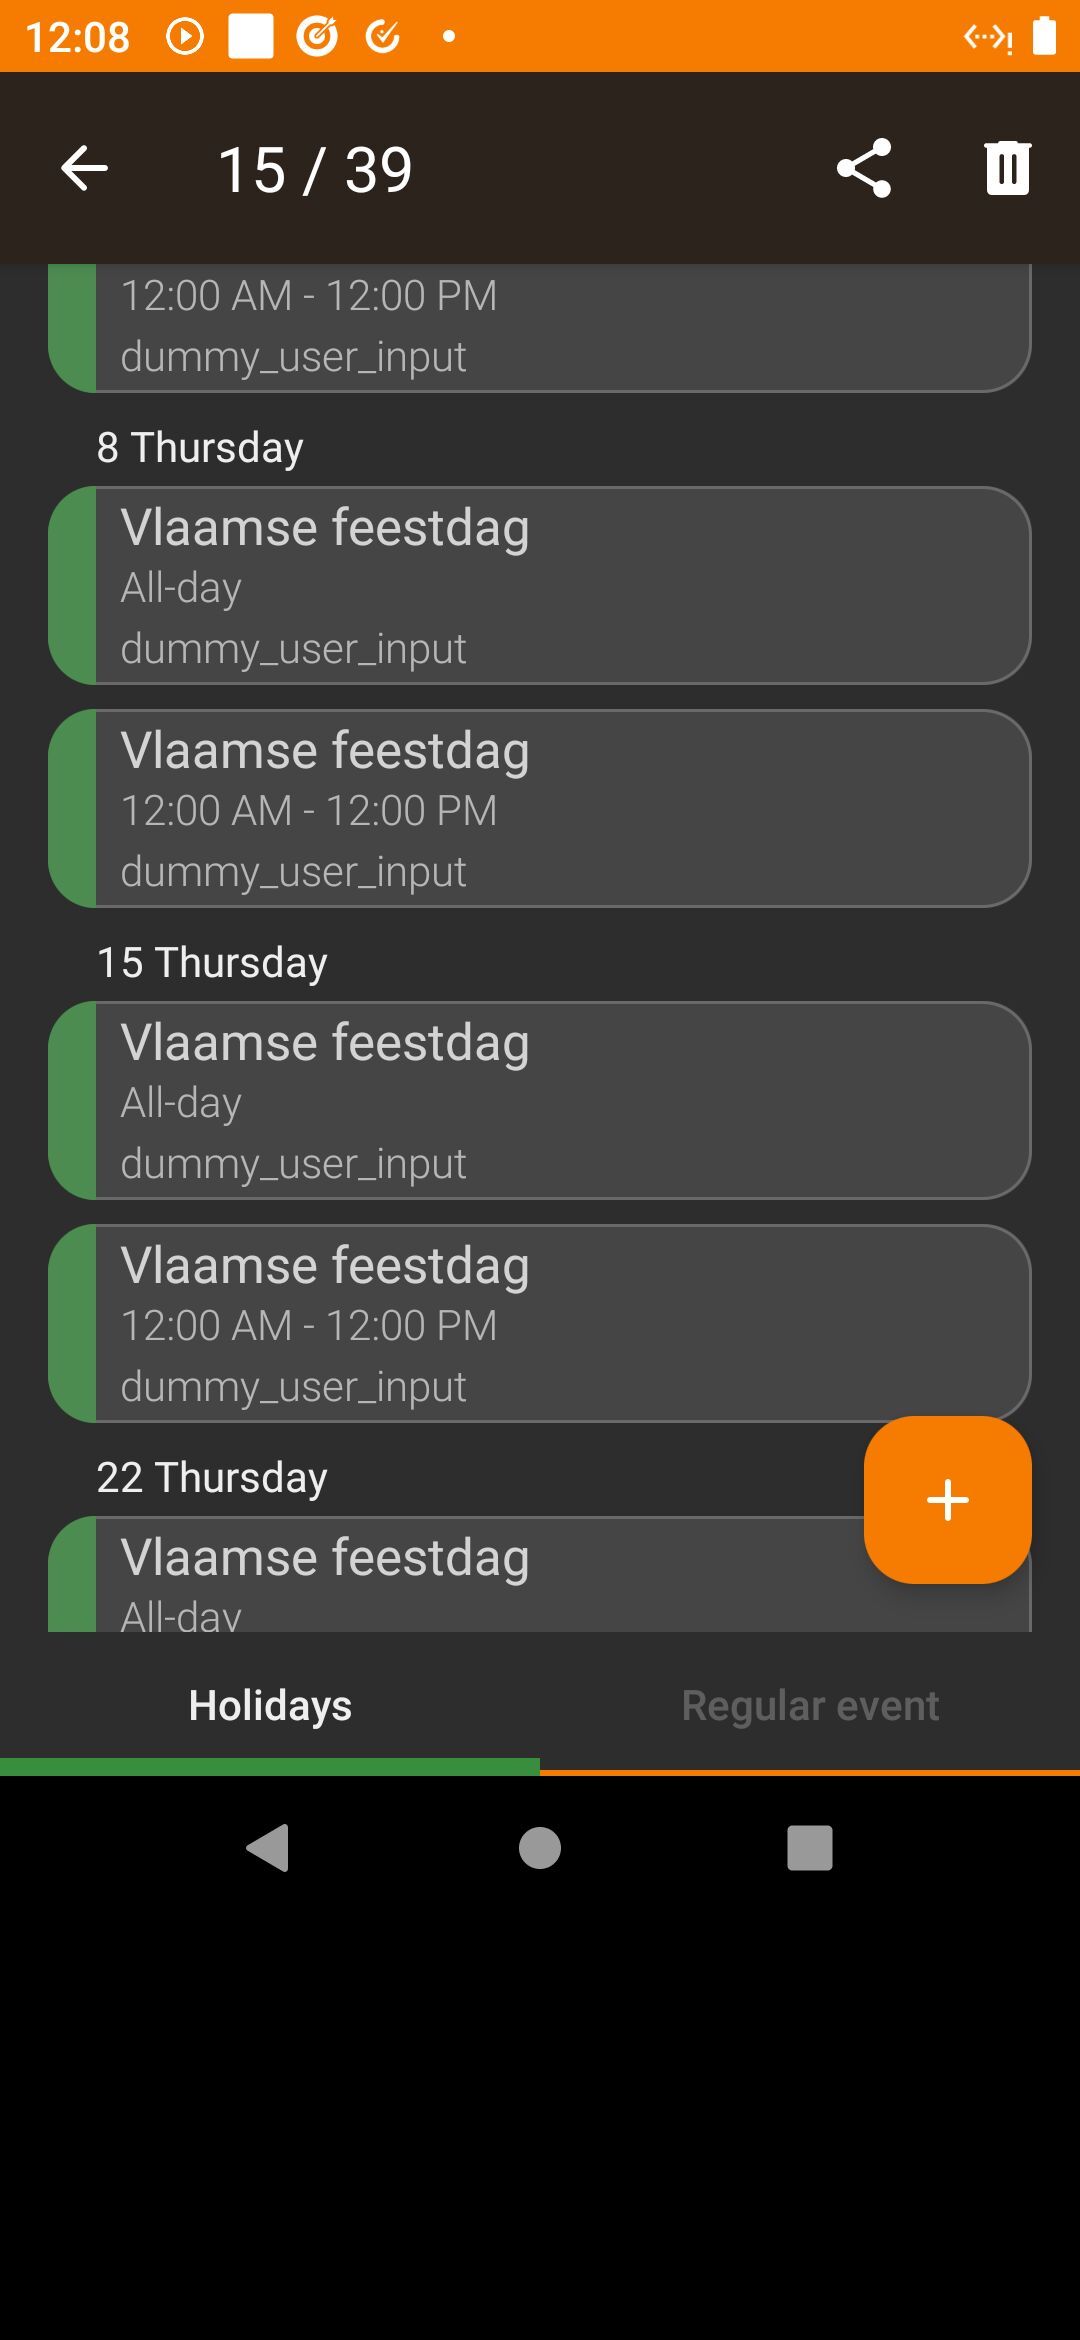 12:08
15 / 39
12:00 AM - 12:00 PM
dummy_user_input
8 Thursday
Vlaamse feestdag
All-day
dummy_user_input
Vlaamse feestdag
12:00 AM - 12:00 PM
dummy_user_input
15 Thursday
Vlaamse feestdag
All-day
dummy_user_input
Vlaamse feestdag
12:00 AM - 12:00 PM
dummy_user_input
22 Thursday
Vlaamse feestdag
All-day
Holidays
Regular event